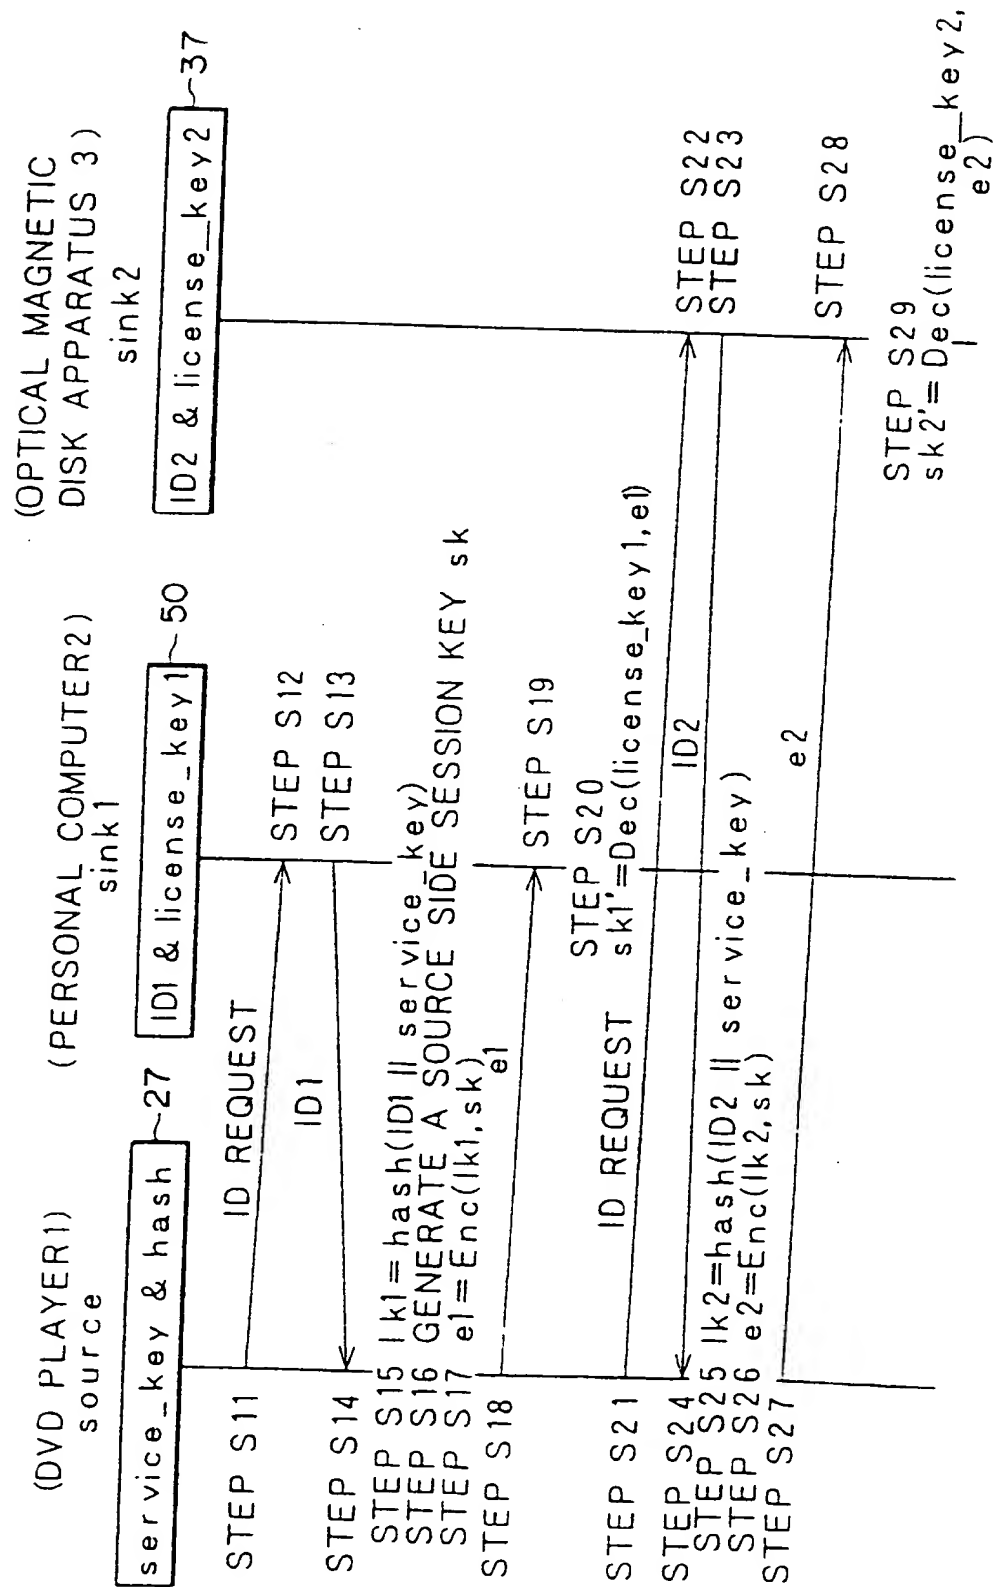 (DVD PLAYER1)
source
service_key & hash
27
(PERSONAL COMPUTER2)
sink1
ID1 & license_key1
50
(OPTICAL MAGNETIC
DISK APPARATUS 3)
sink2
ID2 & license_key2
37
STEP S11
ID REQUEST
STEP S12
STEP S13
ID1
STEP S14
STEP S15 lk1=hash(ID1 || service_key)
STEP S16 GENERATE A SOURCE SIDE SESSION KEY sk
STEP S17 e1=Enc(lk1,sk)
STEP S18
e1
STEP S19
STEP S20
sk1'=Dec(license_key1,e1)
STEP S21
ID REQUEST
STEP S22
STEP S23
ID2
STEP S24
STEP S25 lk2=hash(ID2 || service_key)
STEP S26 e2=Enc(lk2,sk)
STEP S27
e2
STEP S28
STEP S29
sk2'=Dec(license_key2,
e2)